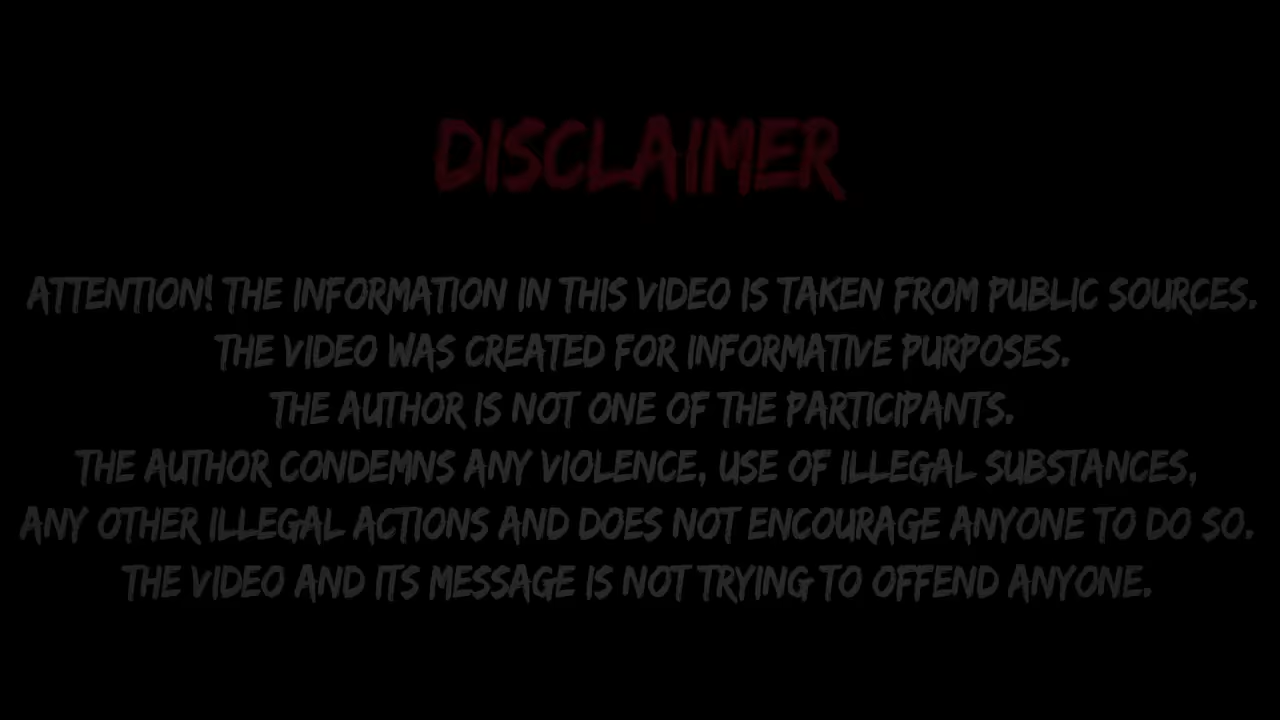 DISCLAIMER
ATTENTION! THE INFORMATION IN THIS VIDEO IS TAKEN FROM PUBLIC SOURCES.
THE VIDEO WAS CREATED FOR INFORMATIVE PURPOSES.
THE AUTHOR IS NOT ONE OF THE PARTICIPANTS.
THE AUTHOR CONDEMNS ANY VIOLENCE, USE OF ILLEGAL SUBSTANCES,
ANY OTHER ILLEGAL ACTIONS AND DOES NOT ENCOURAGE ANYONE TO DO SO.
THE VIDEO AND ITS MESSAGE IS NOT TRYING TO OFFEND ANYONE.